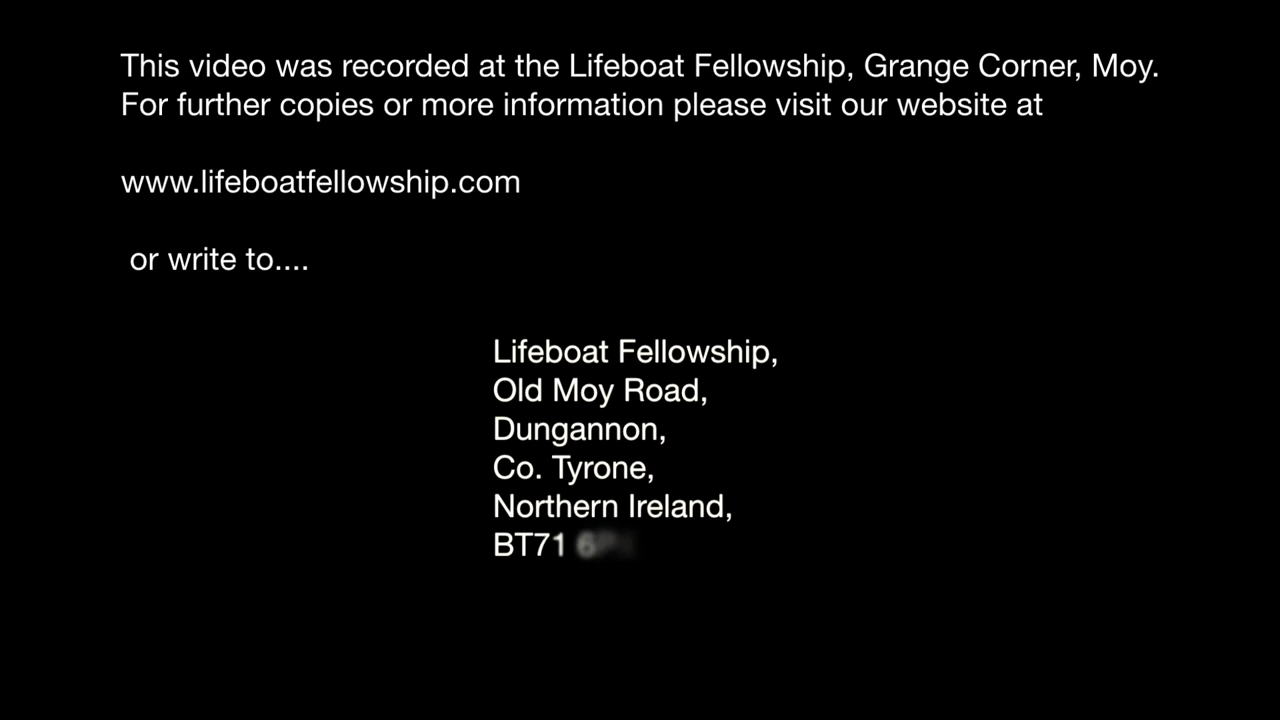 This video was recorded at the Lifeboat Fellowship, Grange Corner, Moy.
For further copies or more information please visit our website at
www.lifeboatfellowship.com
or write to....
Lifeboat Fellowship,
Old Moy Road,
Dungannon,
Co. Tyrone,
Northern Ireland,
BT71